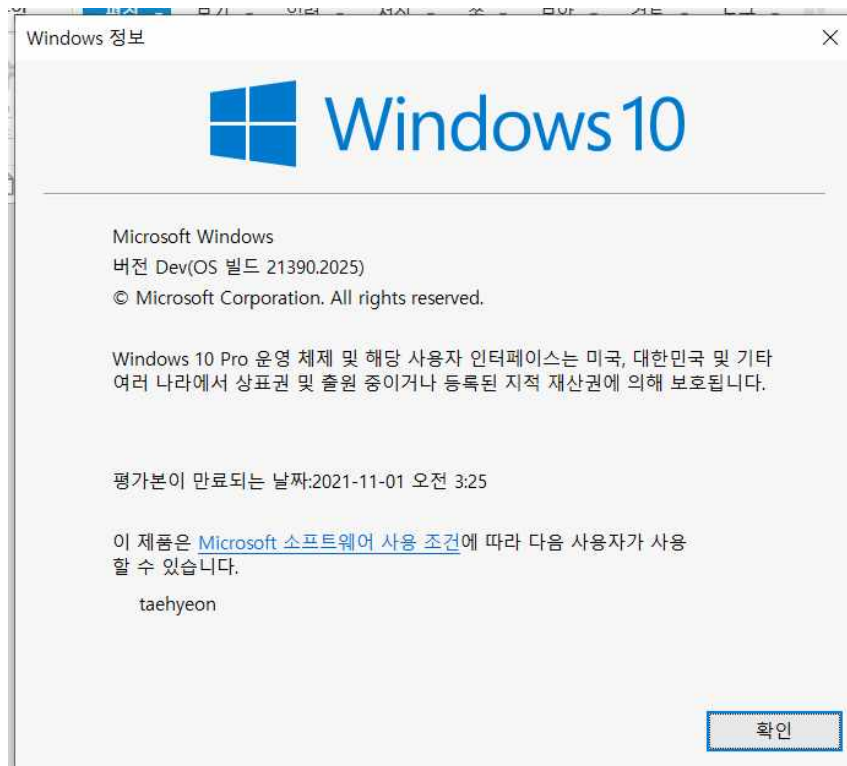 Windows 정보
Windows 10
Microsoft Windows
버전 Dev(OS 빌드 21390.2025)
© Microsoft Corporation. All rights reserved.
Windows 10 Pro 운영 체제 및 해당 사용자 인터페이스는 미국, 대한민국 및 기타
여러 나라에서 상표권 및 출원 중이거나 등록된 지적 재산권에 의해 보호됩니다.
평가본이 만료되는 날짜:2021-11-01 오전 3:25
이 제품은 Microsoft 소프트웨어 사용 조건에 따라 다음 사용자가 사용
할 수 있습니다.
taehyeon
확인